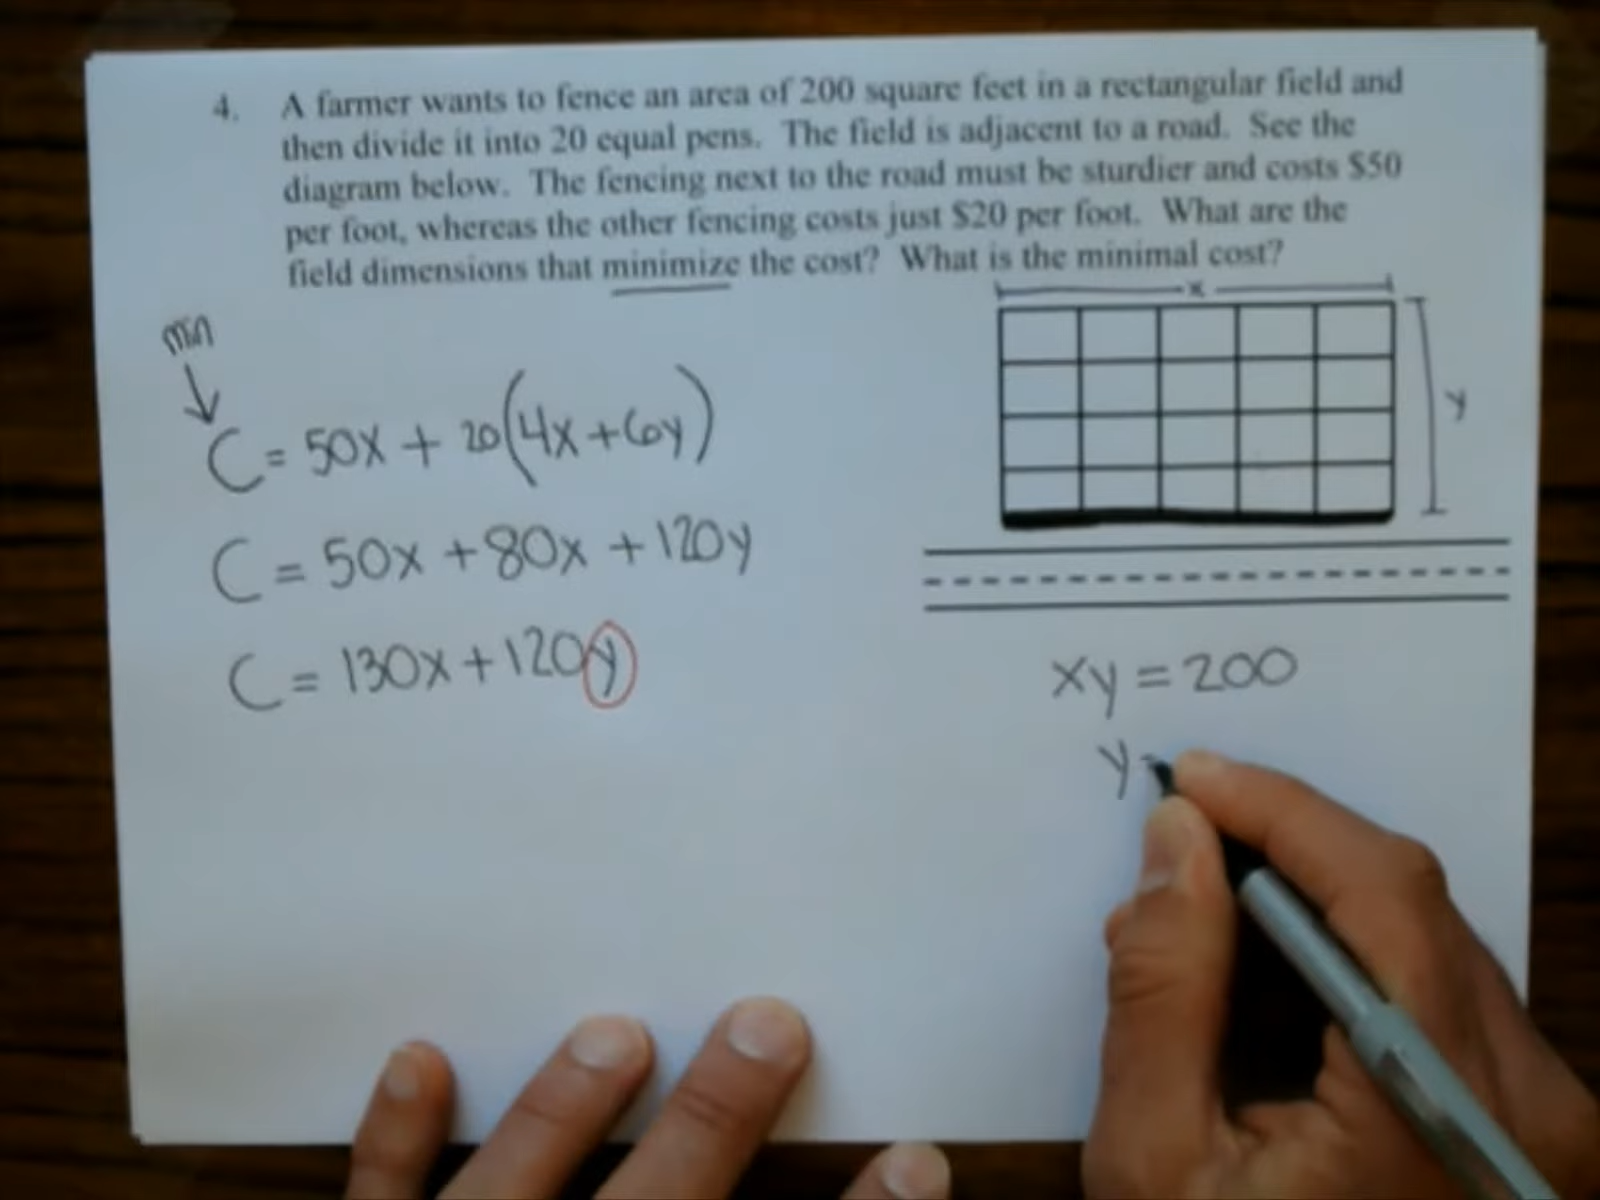 4. A farmer wants to fence an area of 200 square feet in a rectangular field and
then divide it into 20 equal pens. The field is adjacent to a road. See the
diagram below. The fencing next to the road must be sturdier and costs $50
per foot, whereas the other fencing costs just $20 per foot. What are the
field dimensions that minimize the cost? What is the minimal cost?
x
min
y
C = 50x + 20(4x+6y)
C = 50x + 80x + 120y
C = 130x + 120y
xy = 200
y =